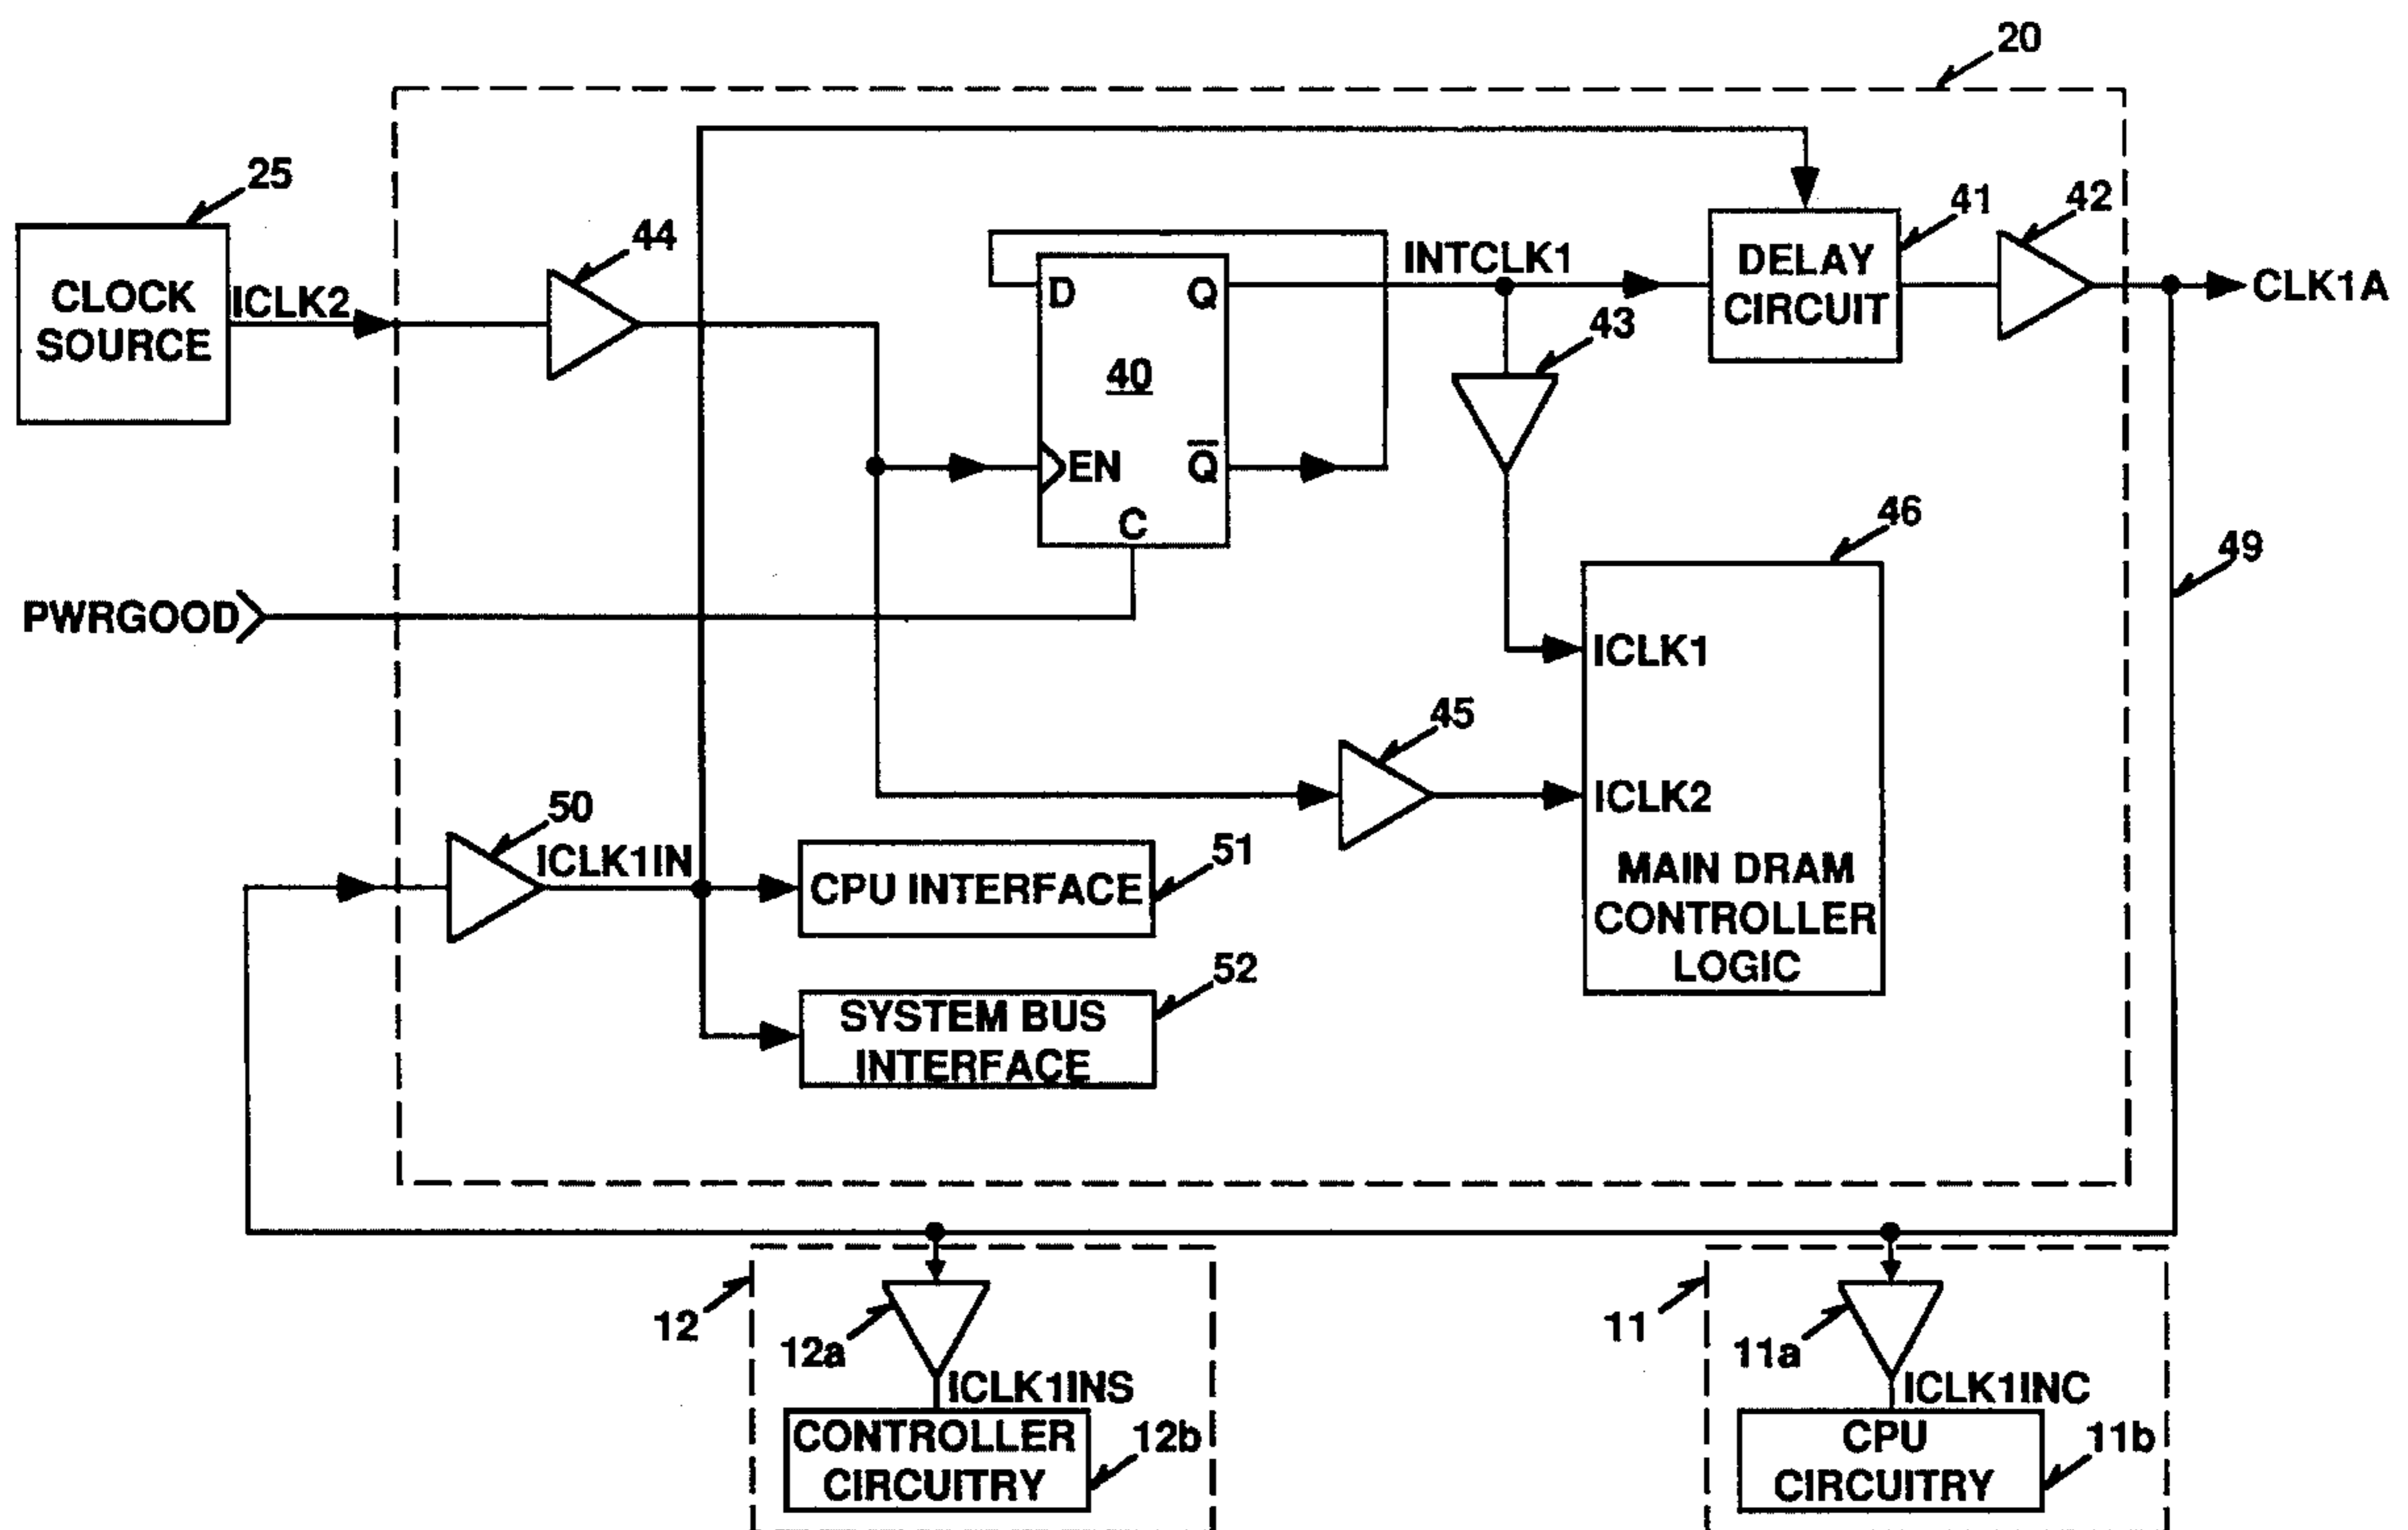 20
25
44
41
42
CLOCK
SOURCE
ICLK2
D
Q
INTCLK1
DELAY
CIRCUIT
CLK1A
43
40
EN
Q̅
C
46
49
PWRGOOD
ICLK1
45
ICLK2
50
ICLK1IN
CPU INTERFACE
51
MAIN DRAM
CONTROLLER
LOGIC
52
SYSTEM BUS
INTERFACE
12
12a
ICLK1INS
CONTROLLER
CIRCUITRY
12b
11
11a
ICLK1INC
CPU
CIRCUITRY
11b